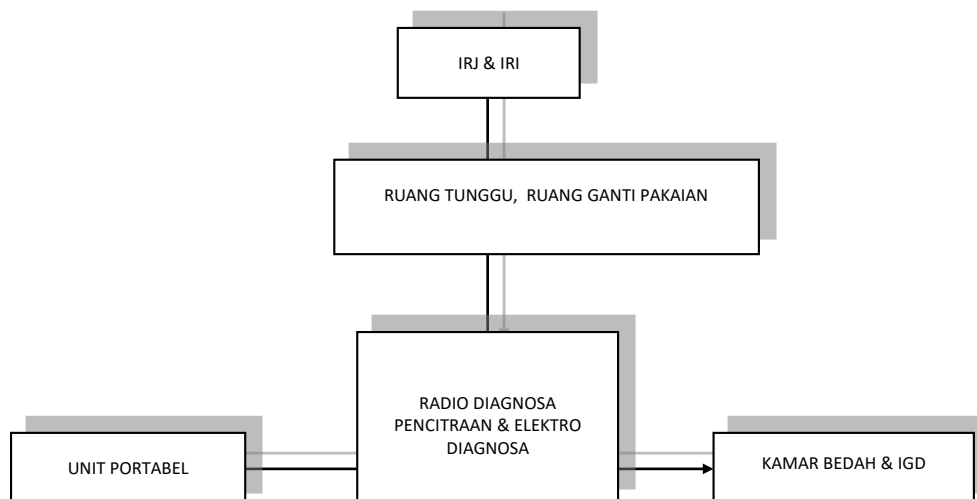 IRJ & IRI
RUANG TUNGGU, RUANG GANTI PAKAIAN
RADIO DIAGNOSA
PENCITRAAN & ELEKTRO
DIAGNOSA
UNIT PORTABEL
KAMAR BEDAH & IGD